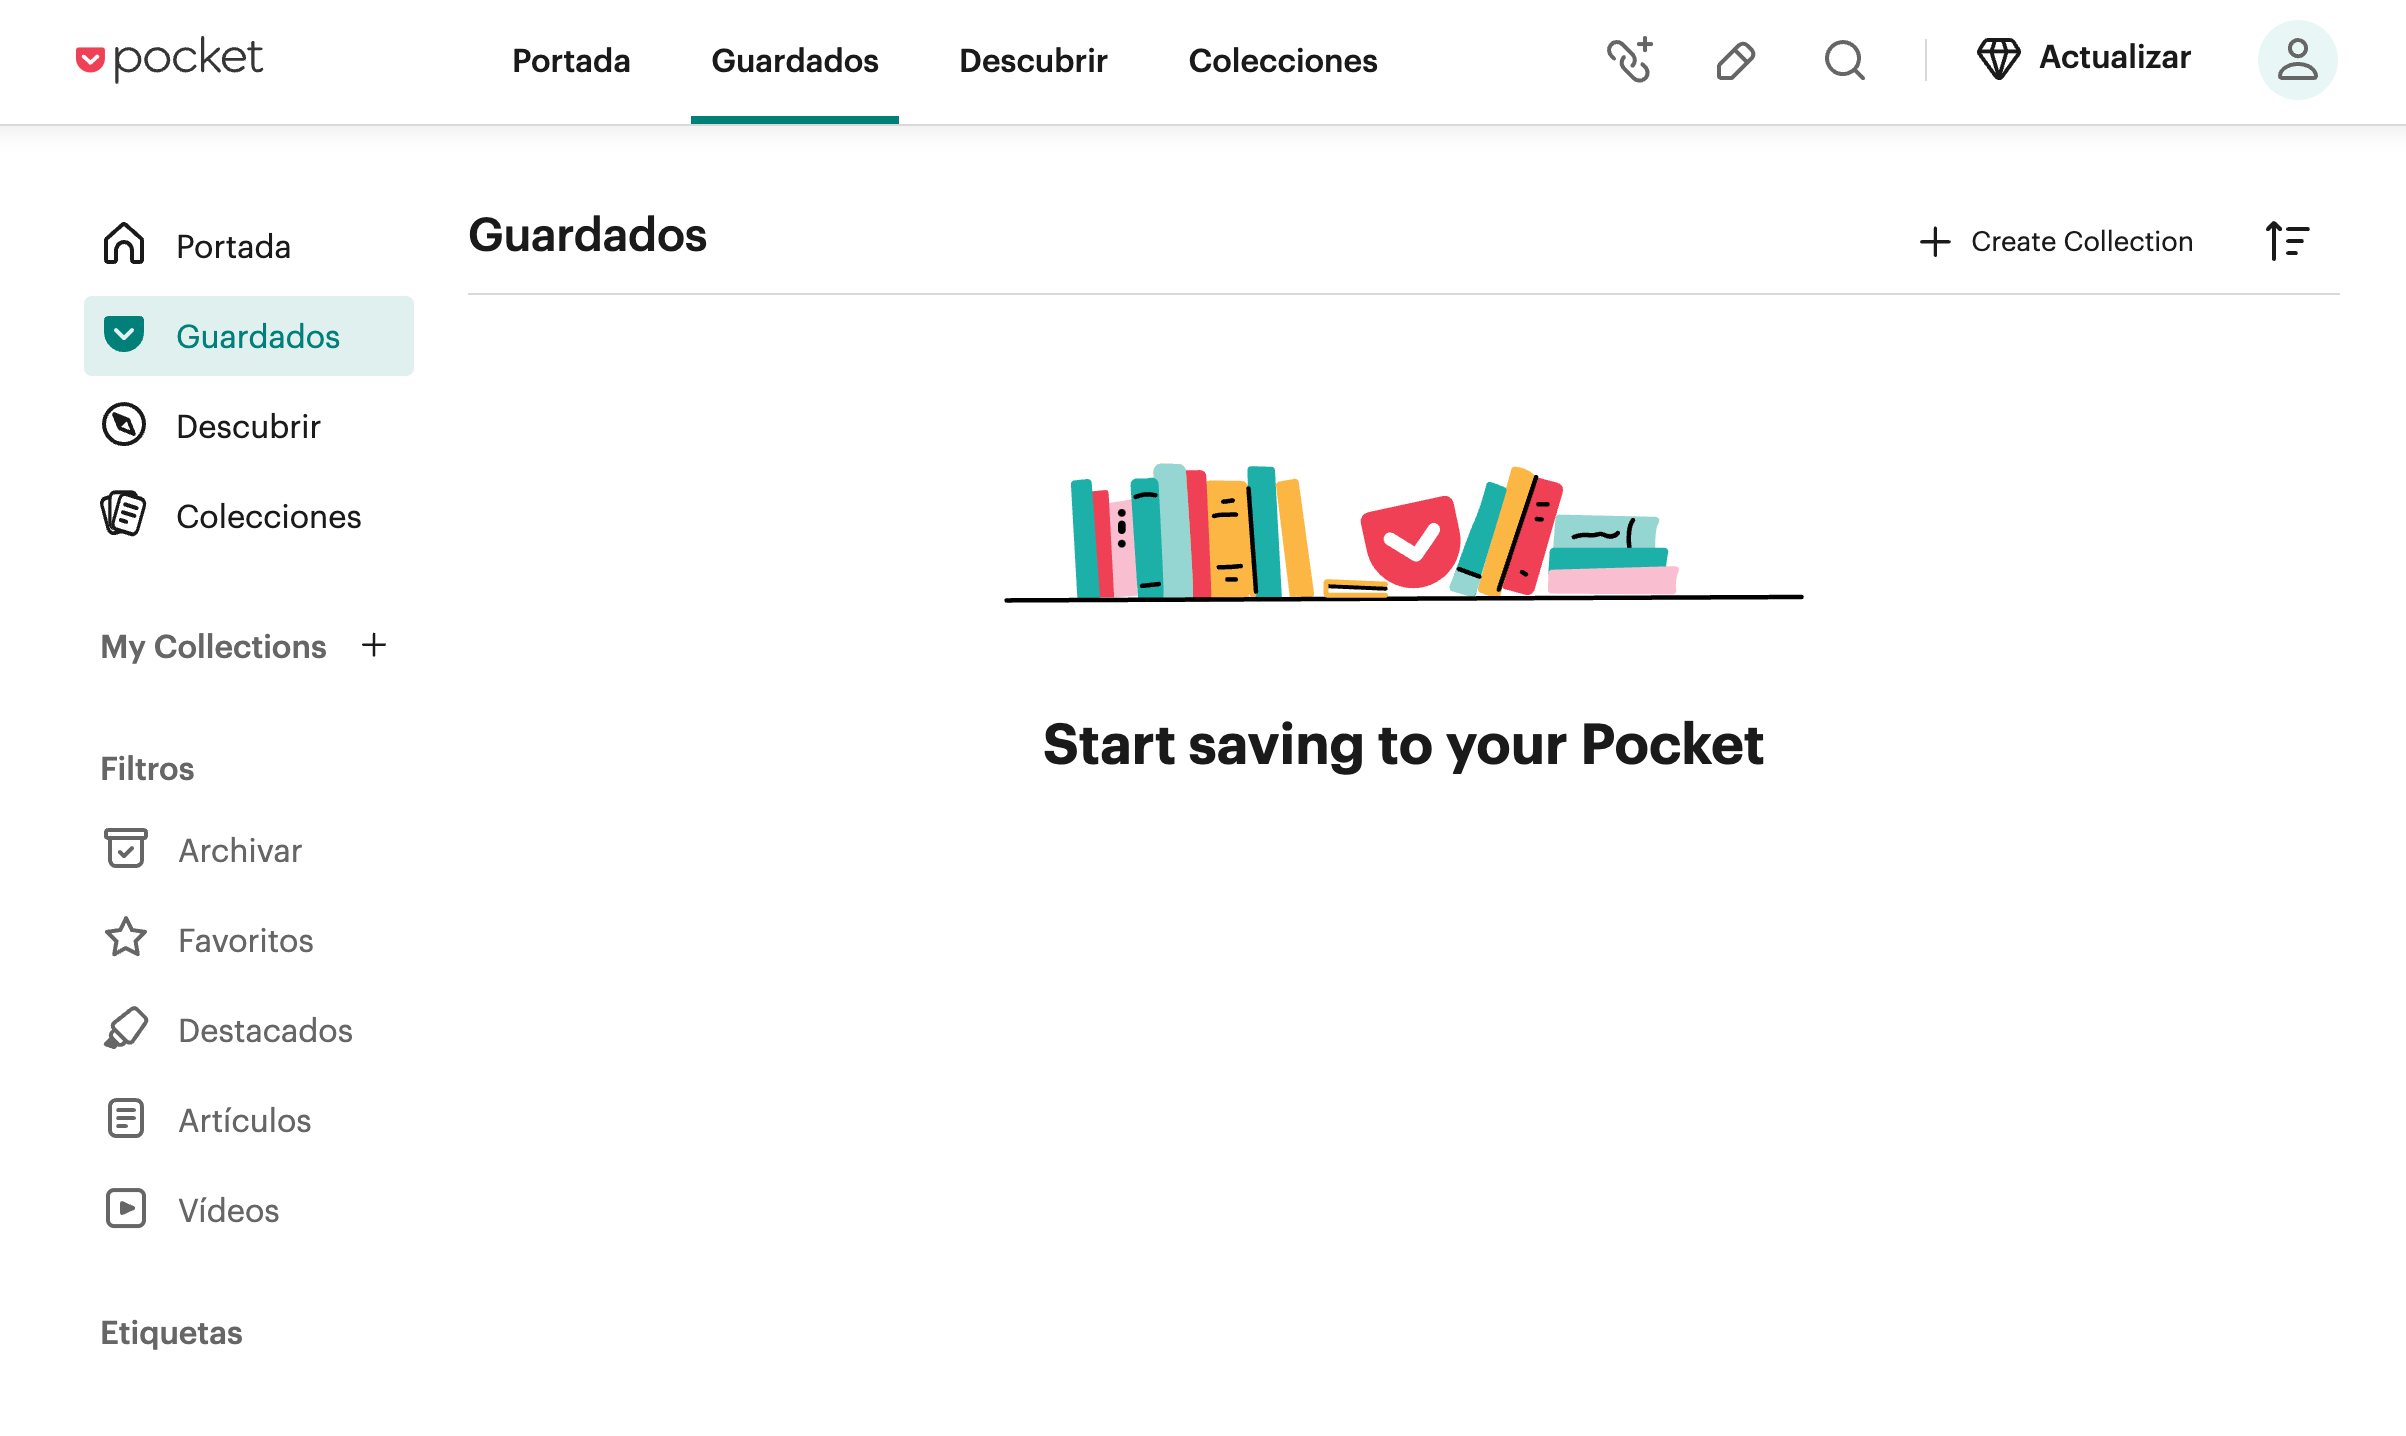 pocket
Portada
Guardados
Descubrir
Colecciones
Actualizar
Portada
Guardados
Descubrir
Colecciones
My Collections
Filtros
Archivar
Favoritos
Destacados
Artículos
Vídeos
Etiquetas
Guardados
Create Collection
Start saving to your Pocket